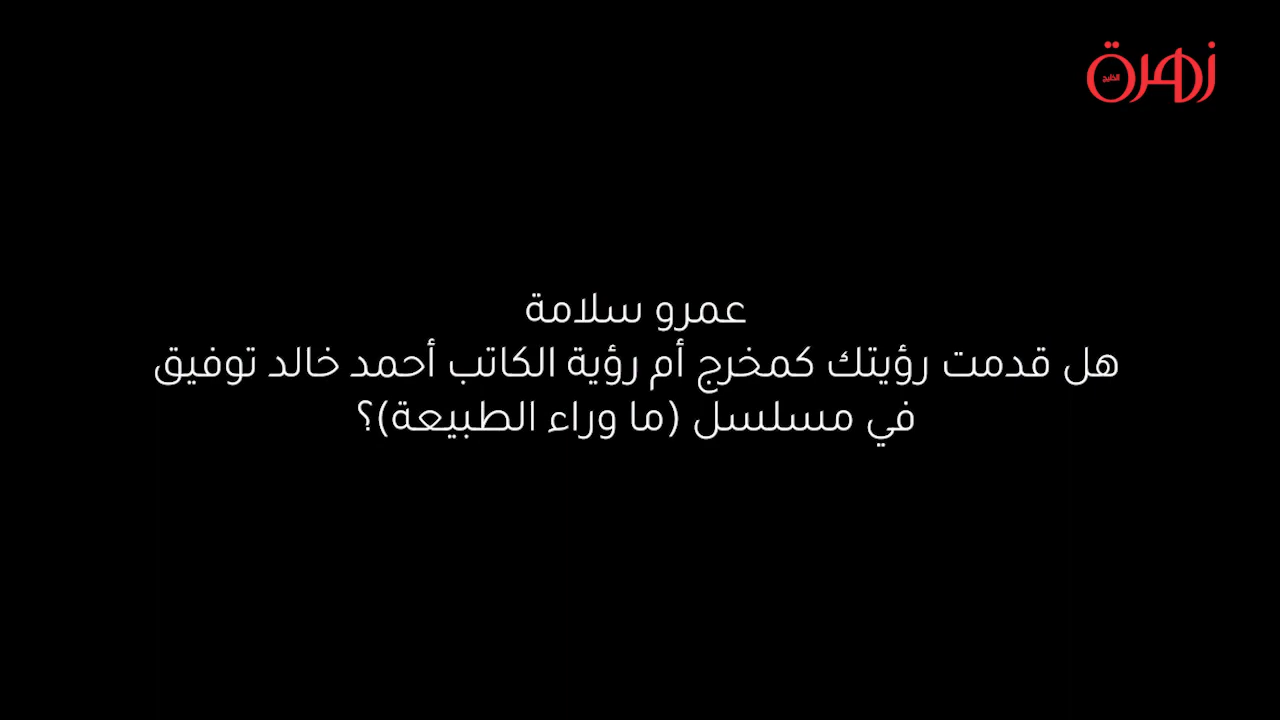 زهرة
الخليج
عمرو سلامة
هل قدمت رؤيتك كمخرج أم رؤية الكاتب أحمد خالد توفيق
في مسلسل (ما وراء الطبيعة)؟